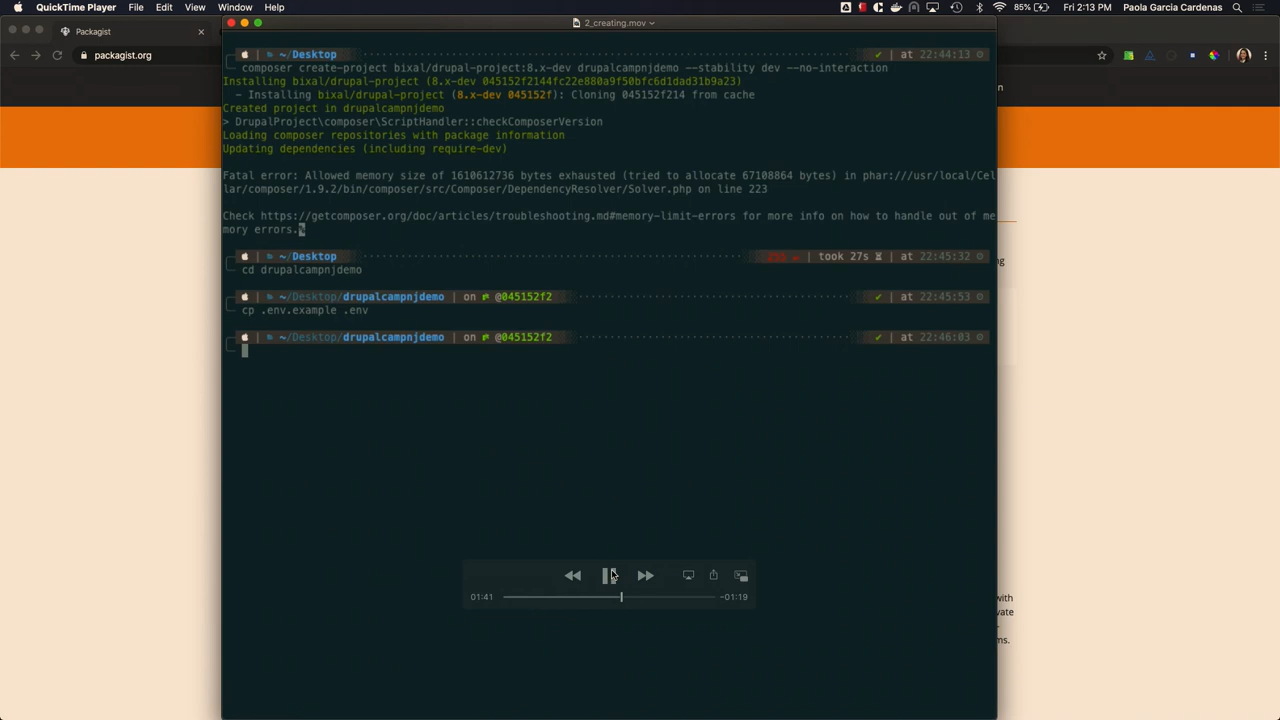 QuickTime Player File Edit View Window Help
85% Fri 2:13 PM Paola Garcia Cardenas
2_creating.mov
Packagist
packagist.org
~/Desktop at 22:44:13
composer create-project bixal/drupal-project:8.x-dev drupalcampnjdemo --stability dev --no-interaction
Installing bixal/drupal-project (8.x-dev 045152f2144fc22e880a9f50bfc6d1dad31b9a23)
- Installing bixal/drupal-project (8.x-dev 045152f): Cloning 045152f214 from cache
Created project in drupalcampnjdemo
> DrupalProject\composer\ScriptHandler::checkComposerVersion
Loading composer repositories with package information
Updating dependencies (including require-dev)
Fatal error: Allowed memory size of 1610612736 bytes exhausted (tried to allocate 67108864 bytes) in phar:///usr/local/Cel
lar/composer/1.9.2/bin/composer/src/Composer/DependencyResolver/Solver.php on line 223
Check https://getcomposer.org/doc/articles/troubleshooting.md#memory-limit-errors for more info on how to handle out of me
mory errors.%
~/Desktop 255 | took 27s | at 22:45:32
cd drupalcampnjdemo
~/Desktop/drupalcampnjdemo | on @045152f2 | at 22:45:53
cp .env.example .env
~/Desktop/drupalcampnjdemo | on @045152f2 | at 22:46:03
01:41 -01:19
n
ng
with
vate
ms.